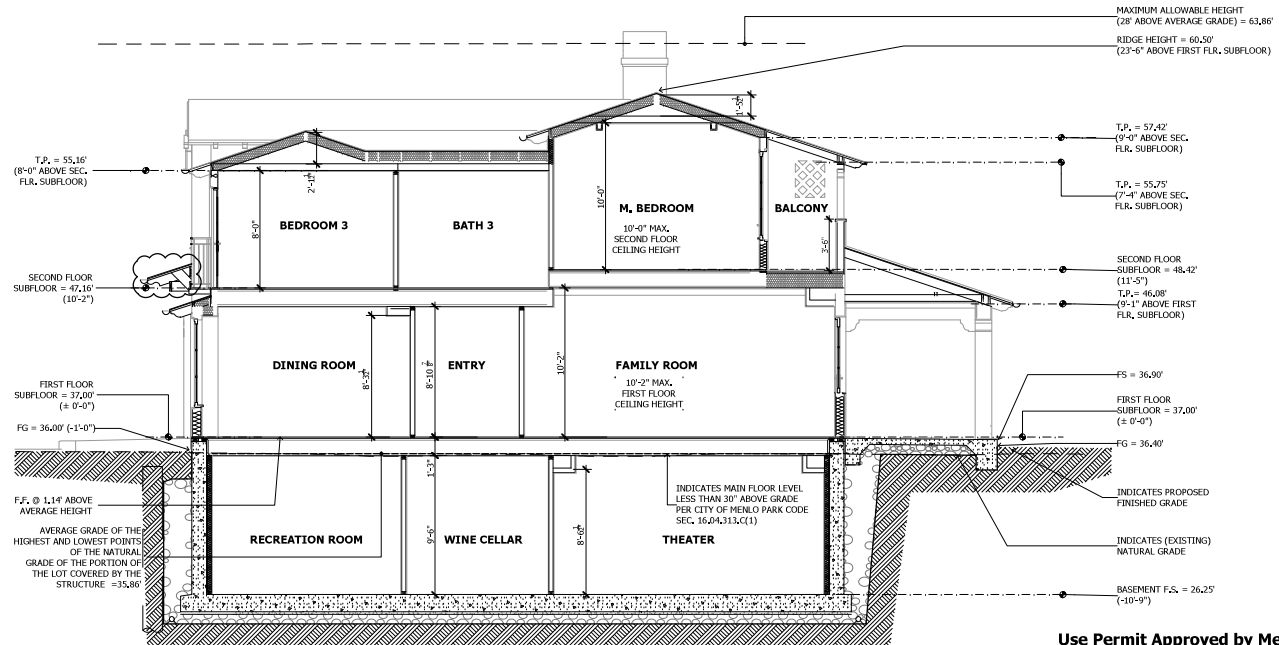 MAXIMUM ALLOWABLE HEIGHT
(28' ABOVE AVERAGE GRADE) = 63.86'
RIDGE HEIGHT = 60.50'
(23'-6" ABOVE FIRST FLR. SUBFLOOR)
T.P. = 57.42'
(9'-0" ABOVE SEC.
FLR. SUBFLOOR)
T.P. = 55.75'
(7'-4" ABOVE SEC.
FLR. SUBFLOOR)
T.P. = 55.16'
(8'-0" ABOVE SEC.
FLR. SUBFLOOR)
8'-0"
BEDROOM 3
BATH 3
10'-0"
M. BEDROOM
10'-0" MAX.
SECOND FLOOR
CEILING HEIGHT
BALCONY
3'-6"
SECOND FLOOR
SUBFLOOR = 47.16'
(10'-2")
SECOND FLOOR
SUBFLOOR = 48.42'
(11'-5")
T.P. = 46.08'
(9'-1" ABOVE FIRST
FLR. SUBFLOOR)
DINING ROOM
ENTRY
10'-2"
FAMILY ROOM
10'-2" MAX.
FIRST FLOOR
CEILING HEIGHT
FIRST FLOOR
SUBFLOOR = 37.00'
(± 0'-0")
FG = 36.00' (-1'-0")
FS = 36.90'
FIRST FLOOR
SUBFLOOR = 37.00'
(± 0'-0")
FG = 36.40'
1'-3"
F.F. @ 1.14' ABOVE
AVERAGE HEIGHT
INDICATES MAIN FLOOR LEVEL
LESS THAN 30" ABOVE GRADE
PER CITY OF MENLO PARK CODE
SEC. 16.04.313.C(1)
INDICATES PROPOSED
FINISHED GRADE
AVERAGE GRADE OF THE
HIGHEST AND LOWEST POINTS
OF THE NATURAL
GRADE OF THE PORTION OF
THE LOT COVERED BY THE
STRUCTURE =35.86'
RECREATION ROOM
9'-6"
WINE CELLAR
THEATER
INDICATES (EXISTING)
NATURAL GRADE
BASEMENT F.S. = 26.25'
(-10'-9")
Use Permit Approved by Me